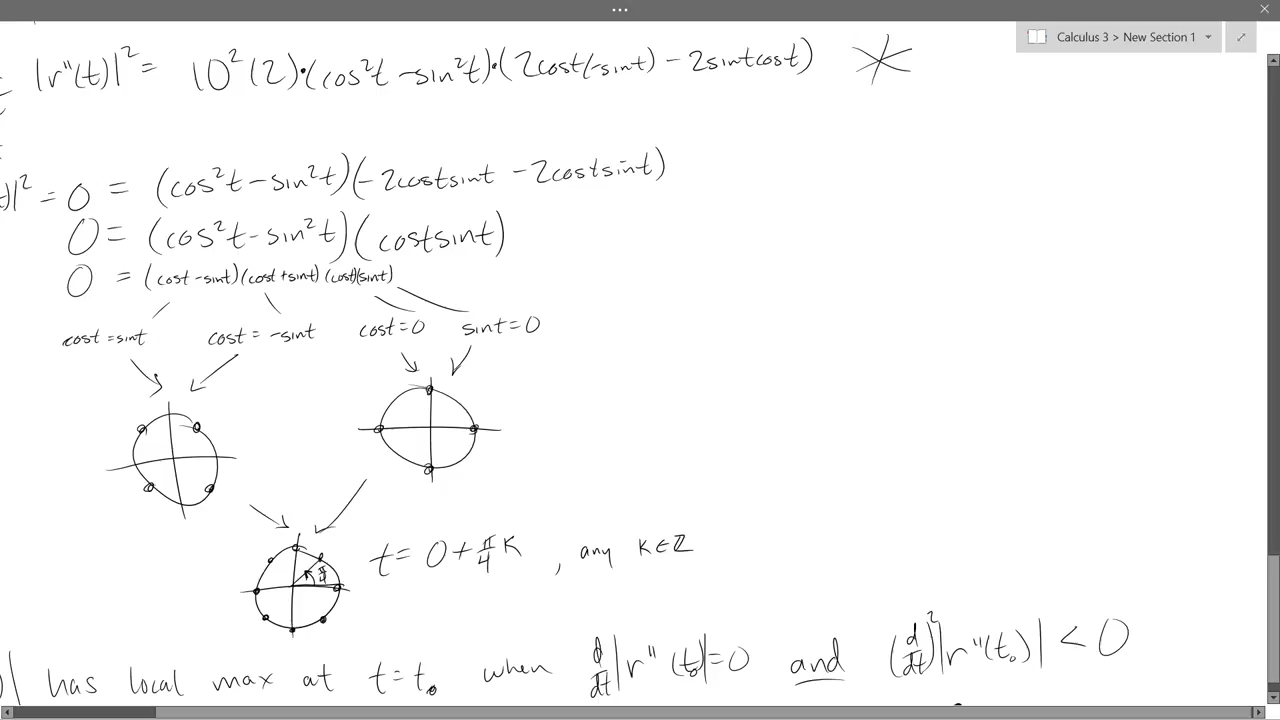 Calculus 3 > New Section 1
|r''(t)|² = 10²(2)·(cos²t - sin²t)·(2cost(-sint) - 2sintcost)
t)|² = 0 = (cos²t - sin²t)(-2costsint - 2costsint)
0 = (cos²t - sin²t)(costsint)
0 = (cost - sint)(cost + sint)(cost)(sint)
cost = sint cost = -sint cost = 0 sint = 0
π/4
t = 0 + π/4 K , any K∈ℤ
| has local max at t = t₀ when d/dt |r''(t₀)| = 0 and (d/dt)² |r''(t₀)| < 0